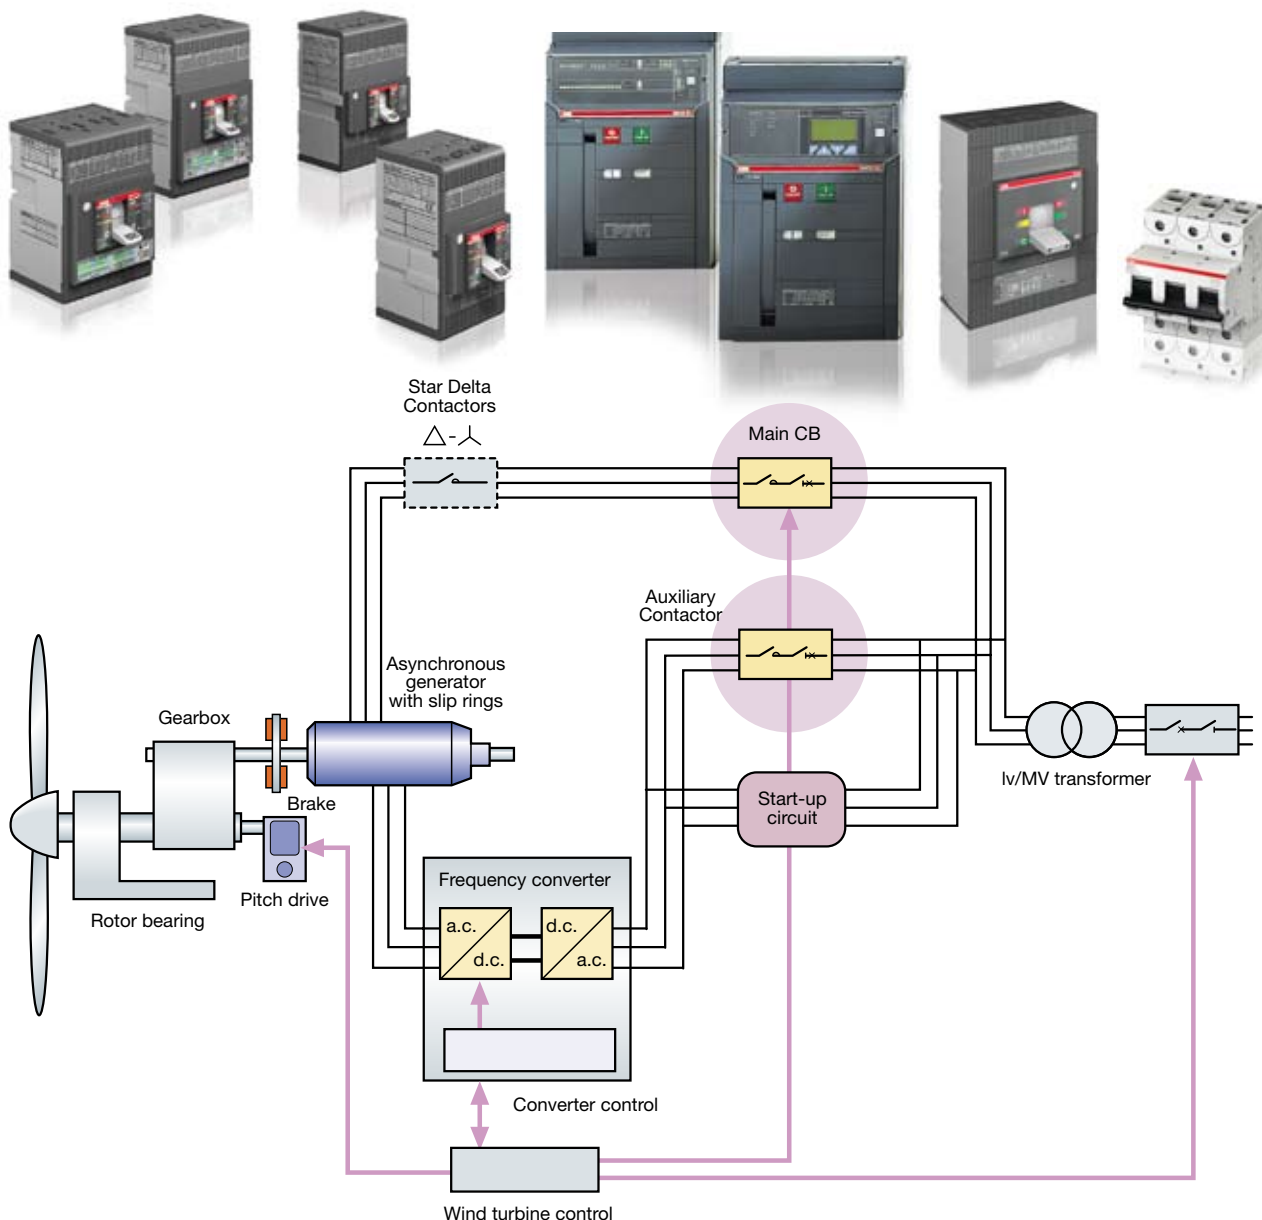 Star Delta
Contactors
Main CB
Auxiliary
Contactor
Asynchronous
generator
with slip rings
Gearbox
Brake
lv/MV transformer
Start-up
circuit
Pitch drive
Rotor bearing
Frequency converter
a.c.
d.c.
d.c.
a.c.
Converter control
Wind turbine control